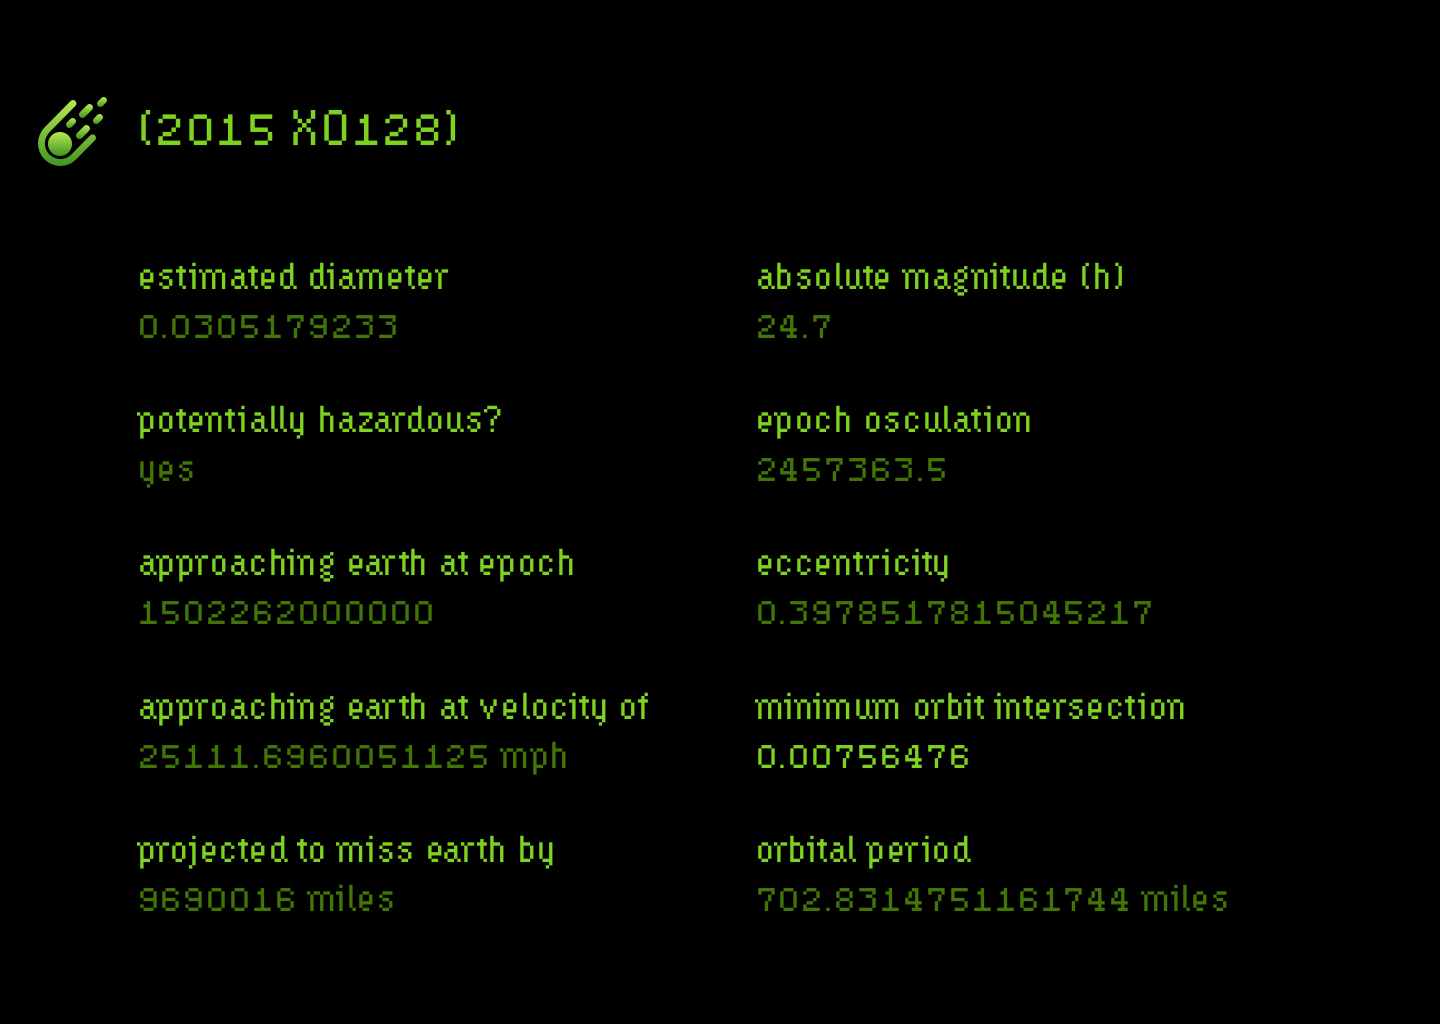 (2015 XO128)
estimated diameter
0.0305179233
absolute magnitude (h)
24.7
potentially hazardous?
yes
epoch osculation
2457363.5
approaching earth at epoch
1502262000000
eccentricity
0.3978517815045217
approaching earth at velocity of
25111.6960051125 mph
minimum orbit intersection
0.00756476
projected to miss earth by
9690016 miles
orbital period
702.8314751161744 miles